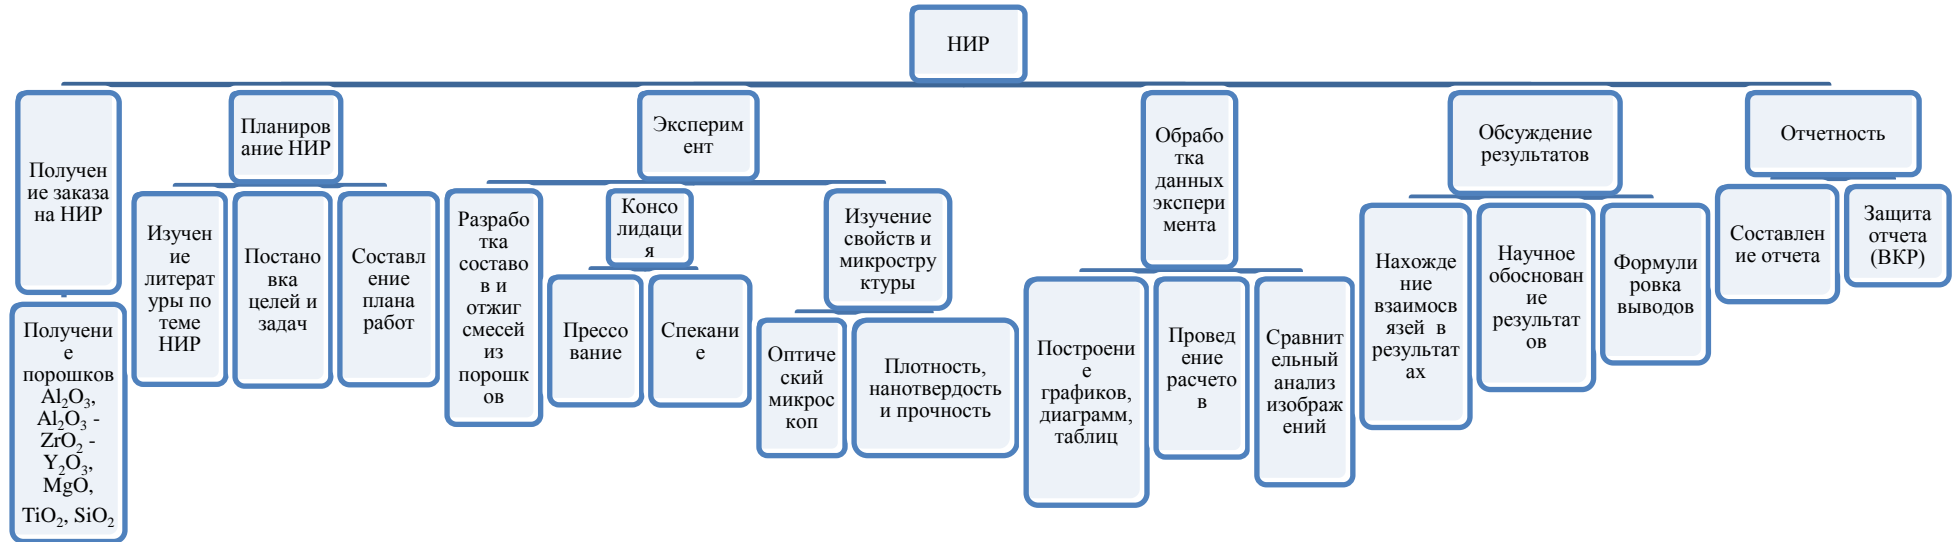 НИР
Получен
ие заказа
на НИР
Получени
е
порошков
Al₂O₃,
Al₂O₃ -
ZrO₂ -
Y₂O₃,
MgO,
TiO₂, SiO₂
Планиров
ание НИР
Изучен
ие
литерат
уры по
теме
НИР
Постано
вка
целей и
задач
Составл
ение
плана
работ
Эксперим
ент
Разрабо
тка
составо
в и
отжиг
смесей
из
порошк
ов
Консо
лидаци
я
Прессо
вание
Спекани
е
Изучение
свойств и
микростру
ктуры
Оптиче
ский
микрос
коп
Плотность,
нанотвердость
и прочность
Обрабо
тка
данных
экспери
мента
Построени
е
графиков,
диаграмм,
таблиц
Провед
ение
расчето
в
Сравнит
ельный
анализ
изображ
ений
Обсуждение
результатов
Нахожде
ние
взаимосв
язей в
результат
ах
Научное
обоснован
ие
результат
ов
Формули
ровка
выводов
Отчетность
Составлен
ие отчета
Защита
отчета
(ВКР)